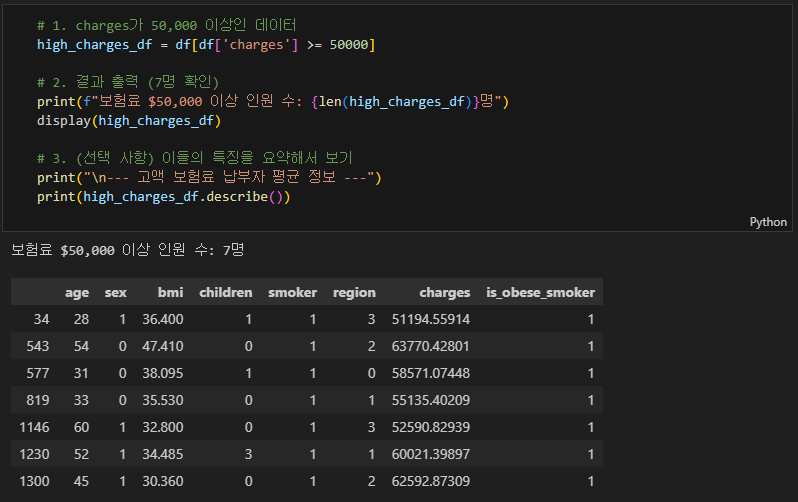 # 1. charges가 50,000 이상인 데이터
high_charges_df = df[df['charges'] >= 50000]
# 2. 결과 출력 (7명 확인)
print(f"보험료 $50,000 이상 인원 수: {len(high_charges_df)}명")
display(high_charges_df)
# 3. (선택 사항) 이들의 특징을 요약해서 보기
print("\n--- 고액 보험료 납부자 평균 정보 ---")
print(high_charges_df.describe())
Python
보험료 $50,000 이상 인원 수: 7명
age sex bmi children smoker region charges is_obese_smoker
34 28 1 36.400 1 1 3 51194.55914 1
543 54 0 47.410 0 1 2 63770.42801 1
577 31 0 38.095 1 1 0 58571.07448 1
819 33 0 35.530 0 1 1 55135.40209 1
1146 60 1 32.800 0 1 3 52590.82939 1
1230 52 1 34.485 3 1 1 60021.39897 1
1300 45 1 30.360 0 1 2 62592.87309 1